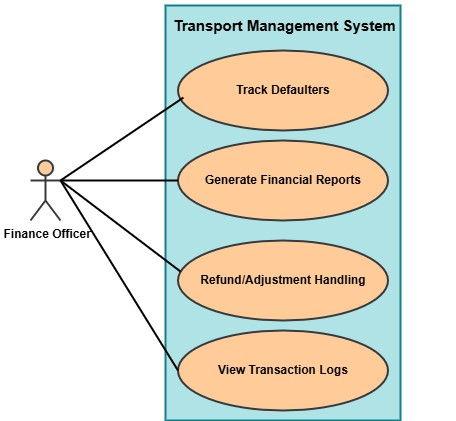 Transport Management System
Track Defaulters
Generate Financial Reports
Finance Officer
Refund/Adjustment Handling
View Transaction Logs